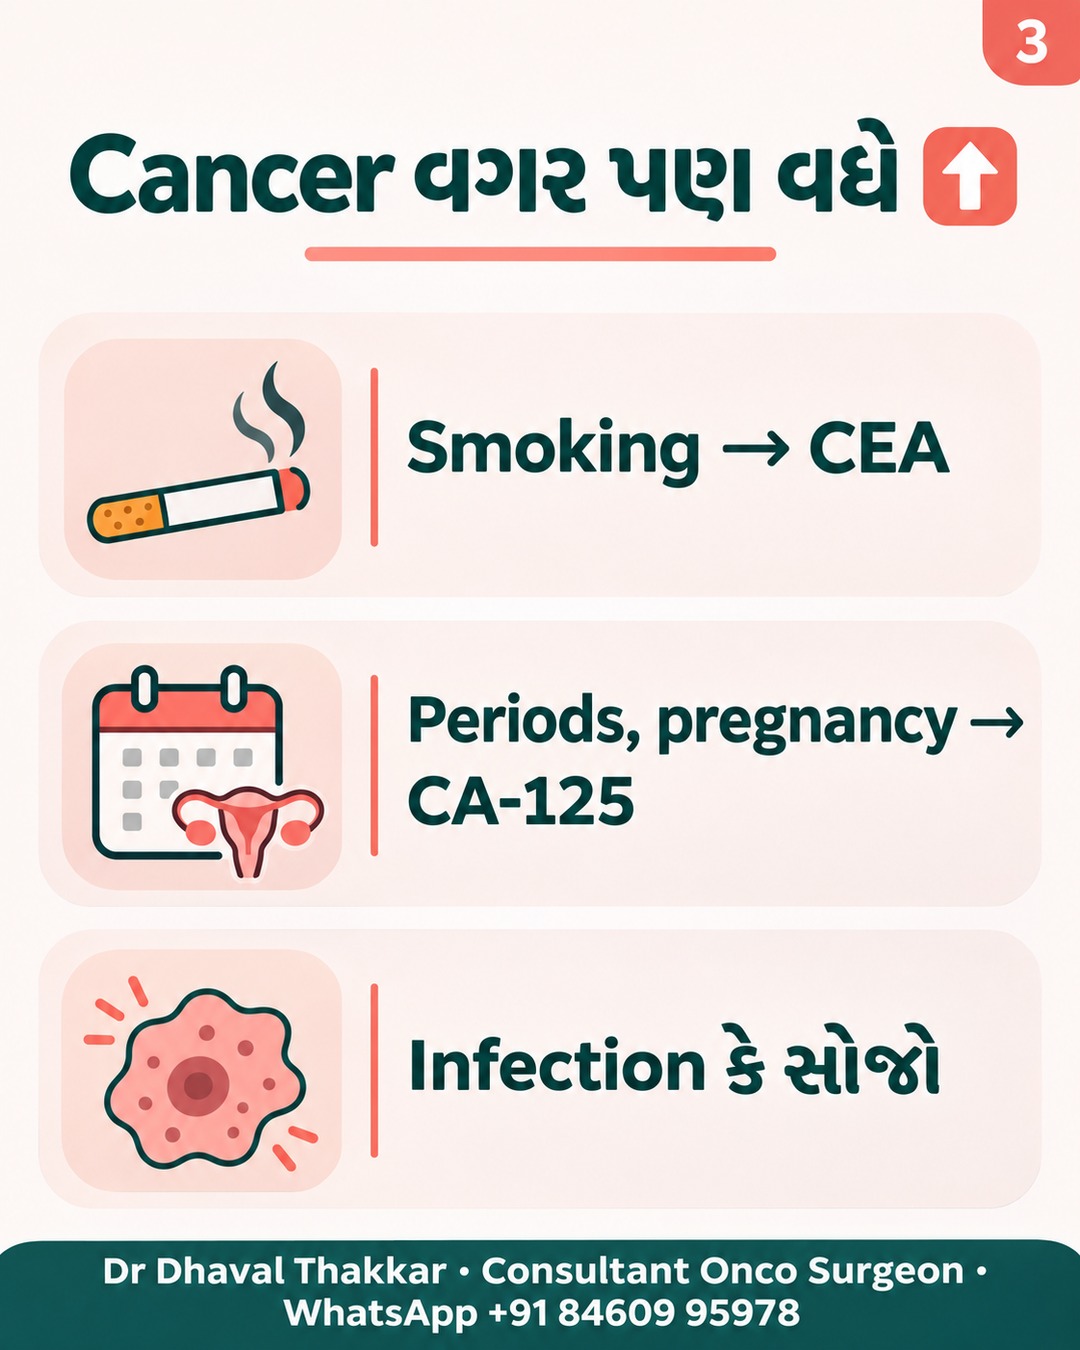 3
Cancer વગર પણ વધે
Smoking → CEA
Periods, pregnancy →
CA-125
Infection કે સોજો
Dr Dhaval Thakkar • Consultant Onco Surgeon •
WhatsApp +91 84609 95978